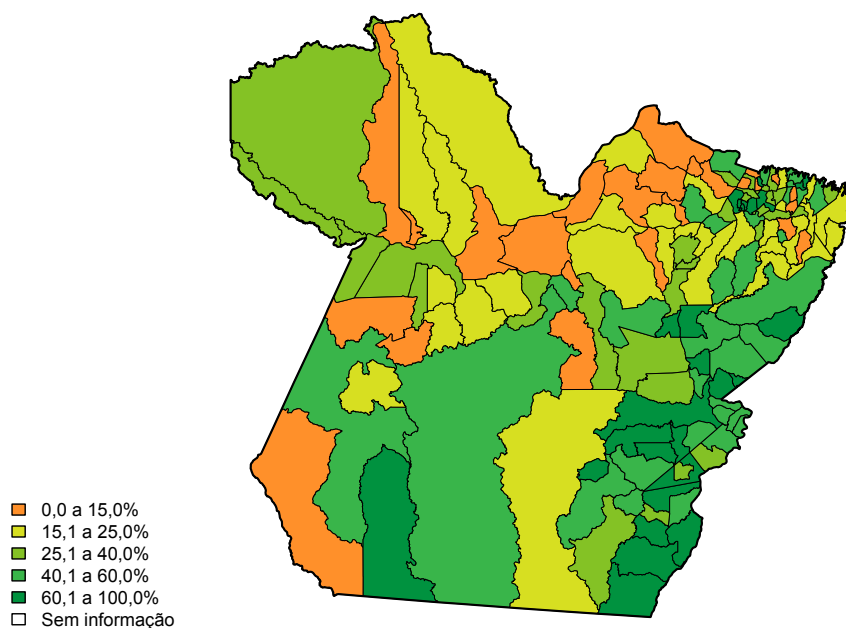 0,0 a 15,0%
15,1 a 25,0%
25,1 a 40,0%
40,1 a 60,0%
60,1 a 100,0%
Sem informação